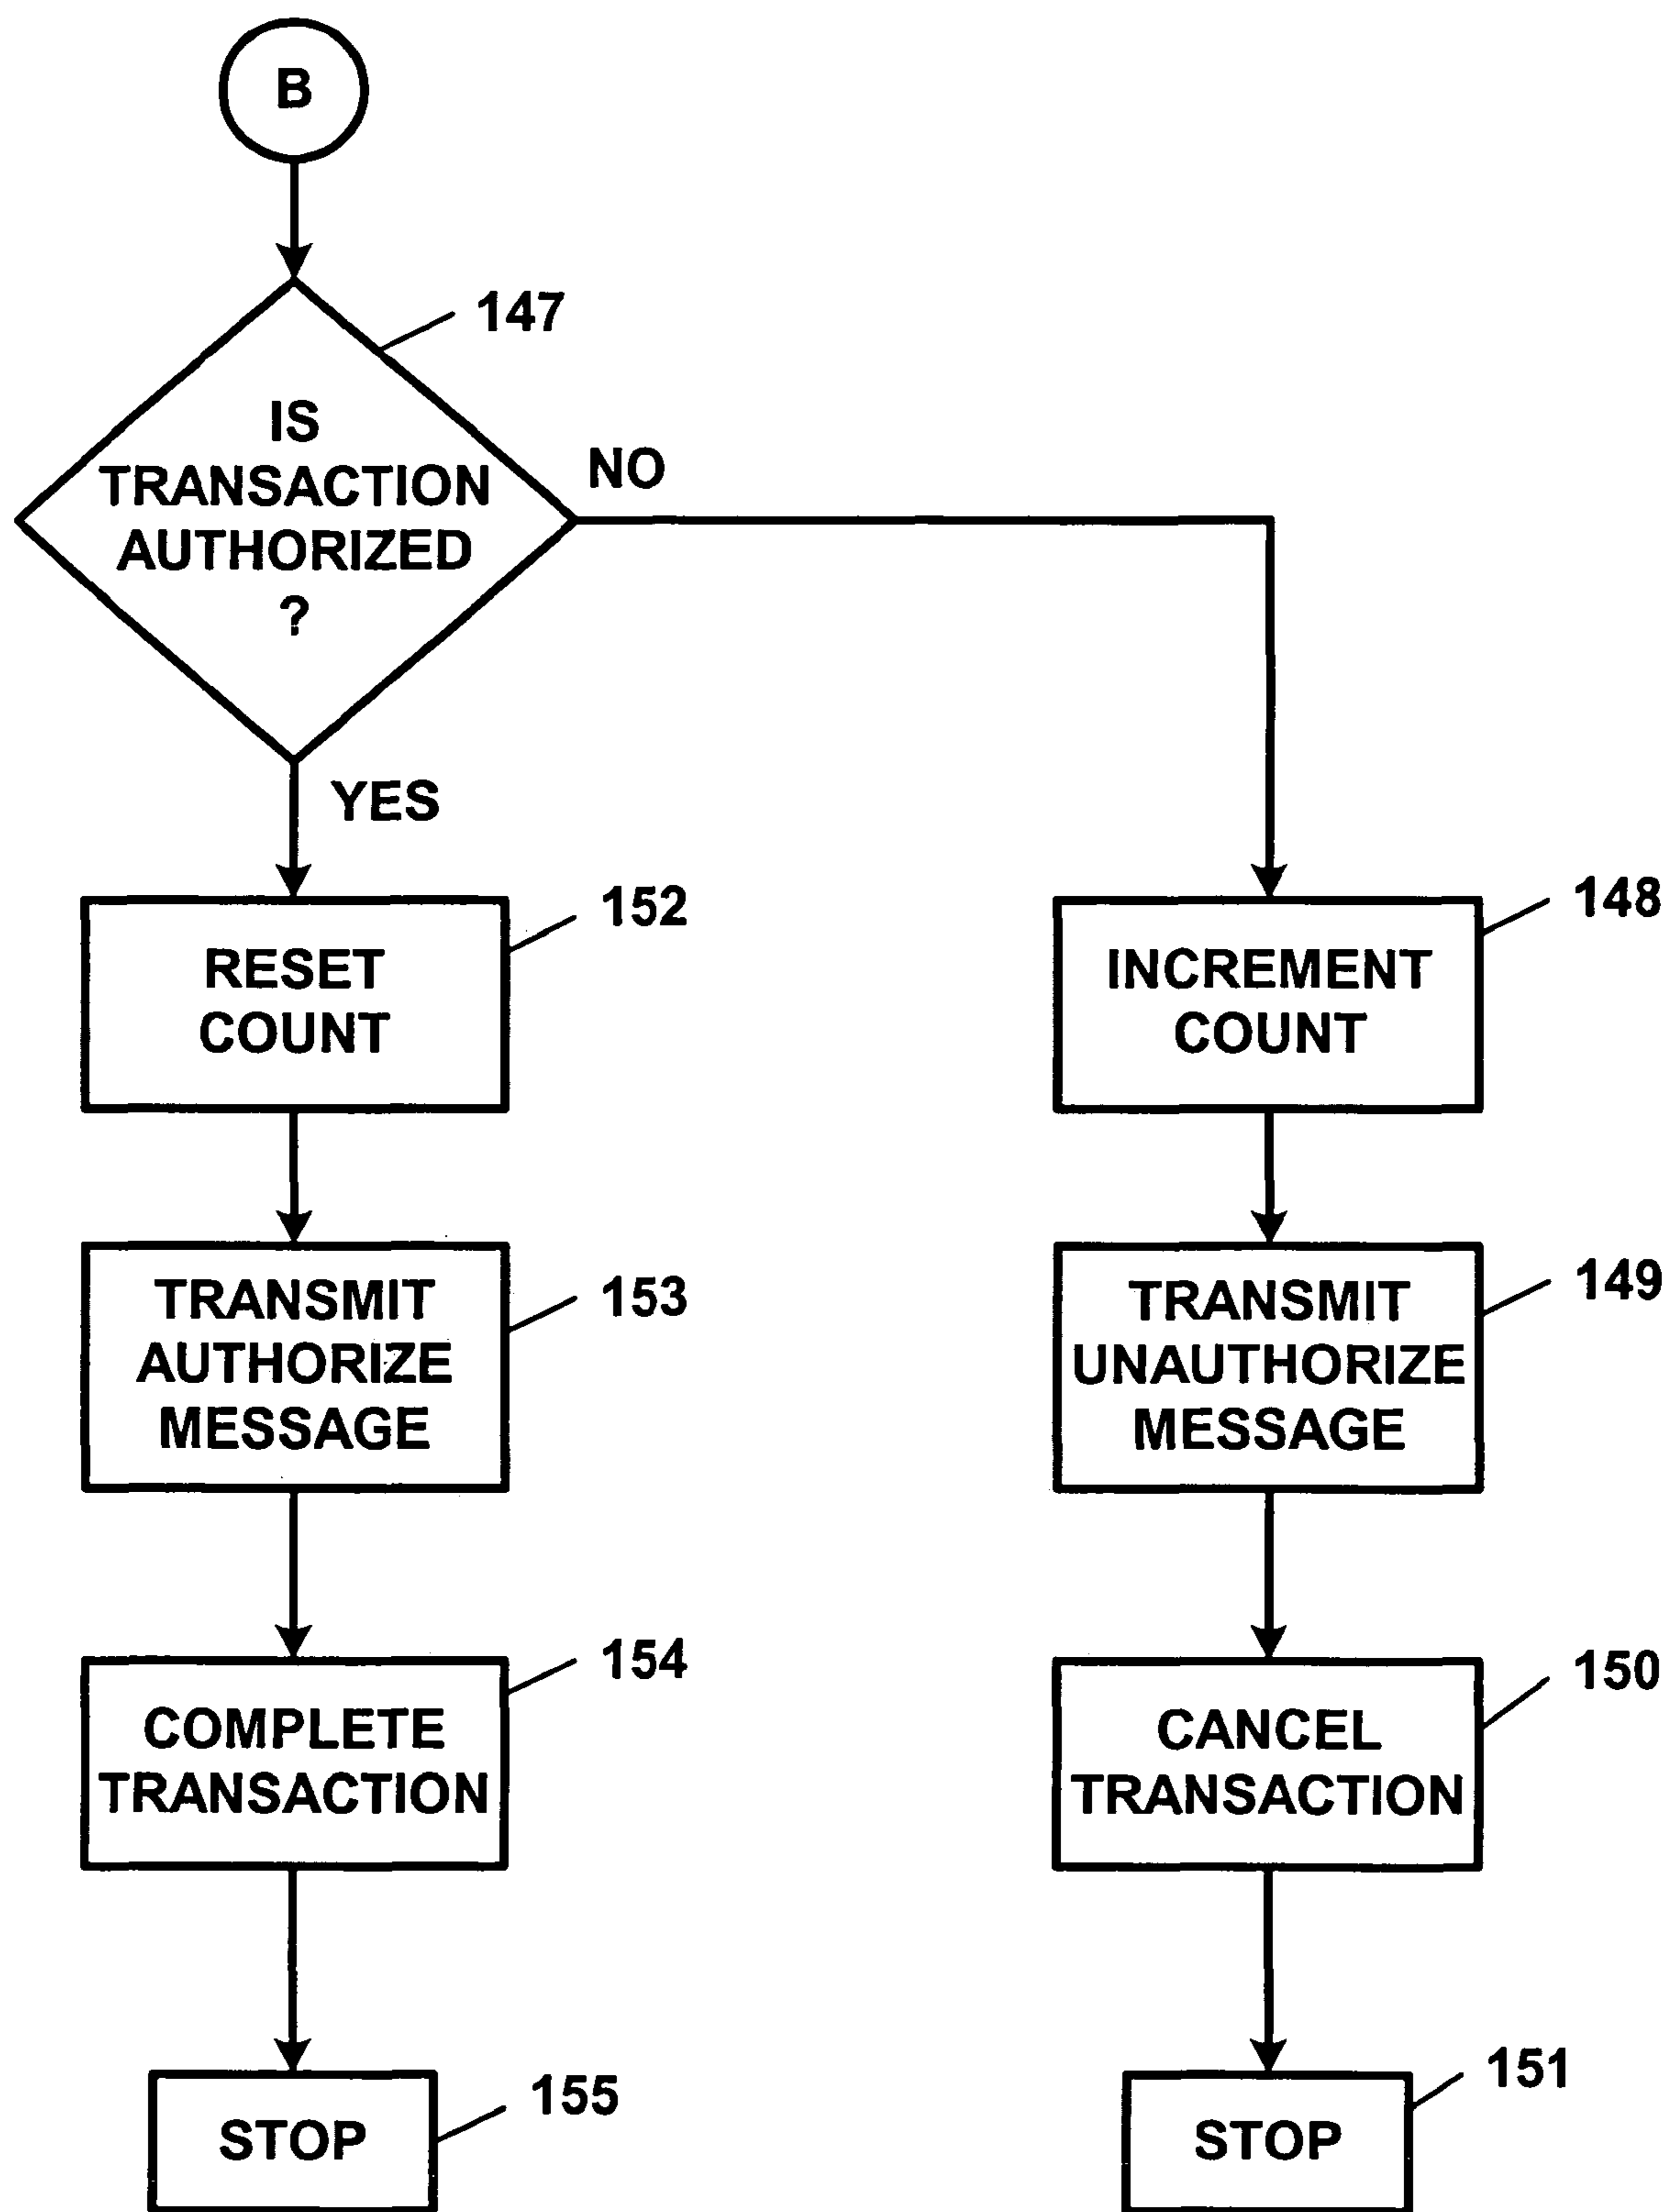 B
147
IS
TRANSACTION
AUTHORIZED
?
NO
YES
152
RESET
COUNT
148
INCREMENT
COUNT
153
TRANSMIT
AUTHORIZE
MESSAGE
149
TRANSMIT
UNAUTHORIZE
MESSAGE
154
COMPLETE
TRANSACTION
150
CANCEL
TRANSACTION
155
STOP
151
STOP